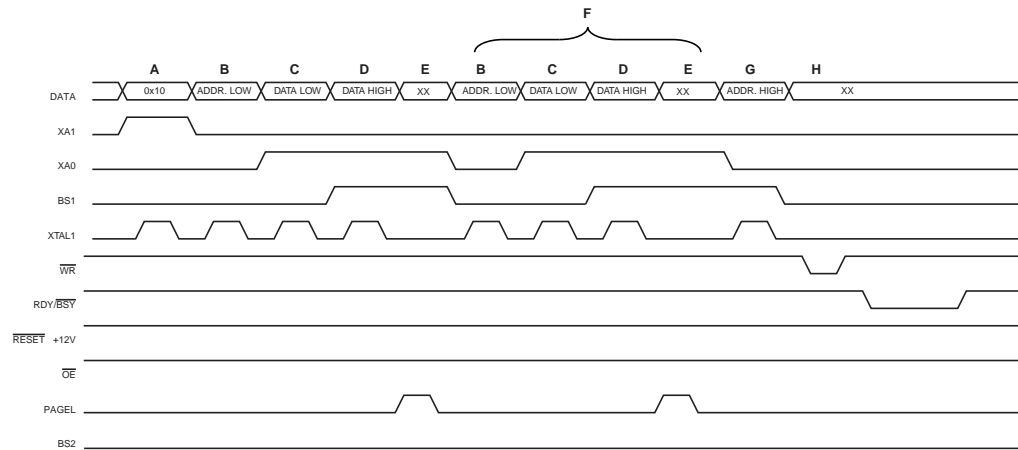 F
A B C D E B C D E G H
DATA 0x10 ADDR. LOW DATA LOW DATA HIGH XX ADDR. LOW DATA LOW DATA HIGH XX ADDR. HIGH XX
XA1
XA0
BS1
XTAL1
WR
RDY/BSY
RESET +12V
OE
PAGEL
BS2